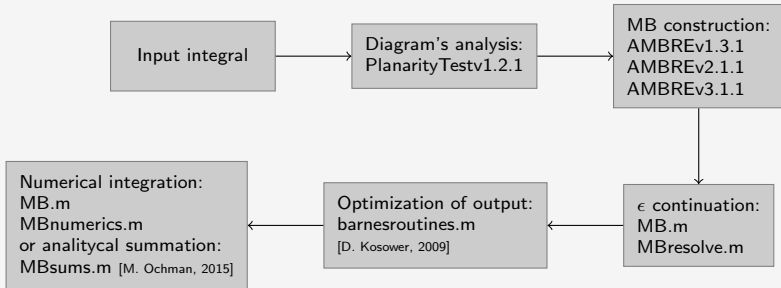 Input integral
Diagram's analysis:
PlanarityTestv1.2.1
MB construction:
AMBREv1.3.1
AMBREv2.1.1
AMBREv3.1.1
ϵ continuation:
MB.m
MBresolve.m
Optimization of output:
barnesroutines.m
[D. Kosower, 2009]
Numerical integration:
MB.m
MBnumerics.m
or analitycal summation:
MBsums.m [M. Ochman, 2015]